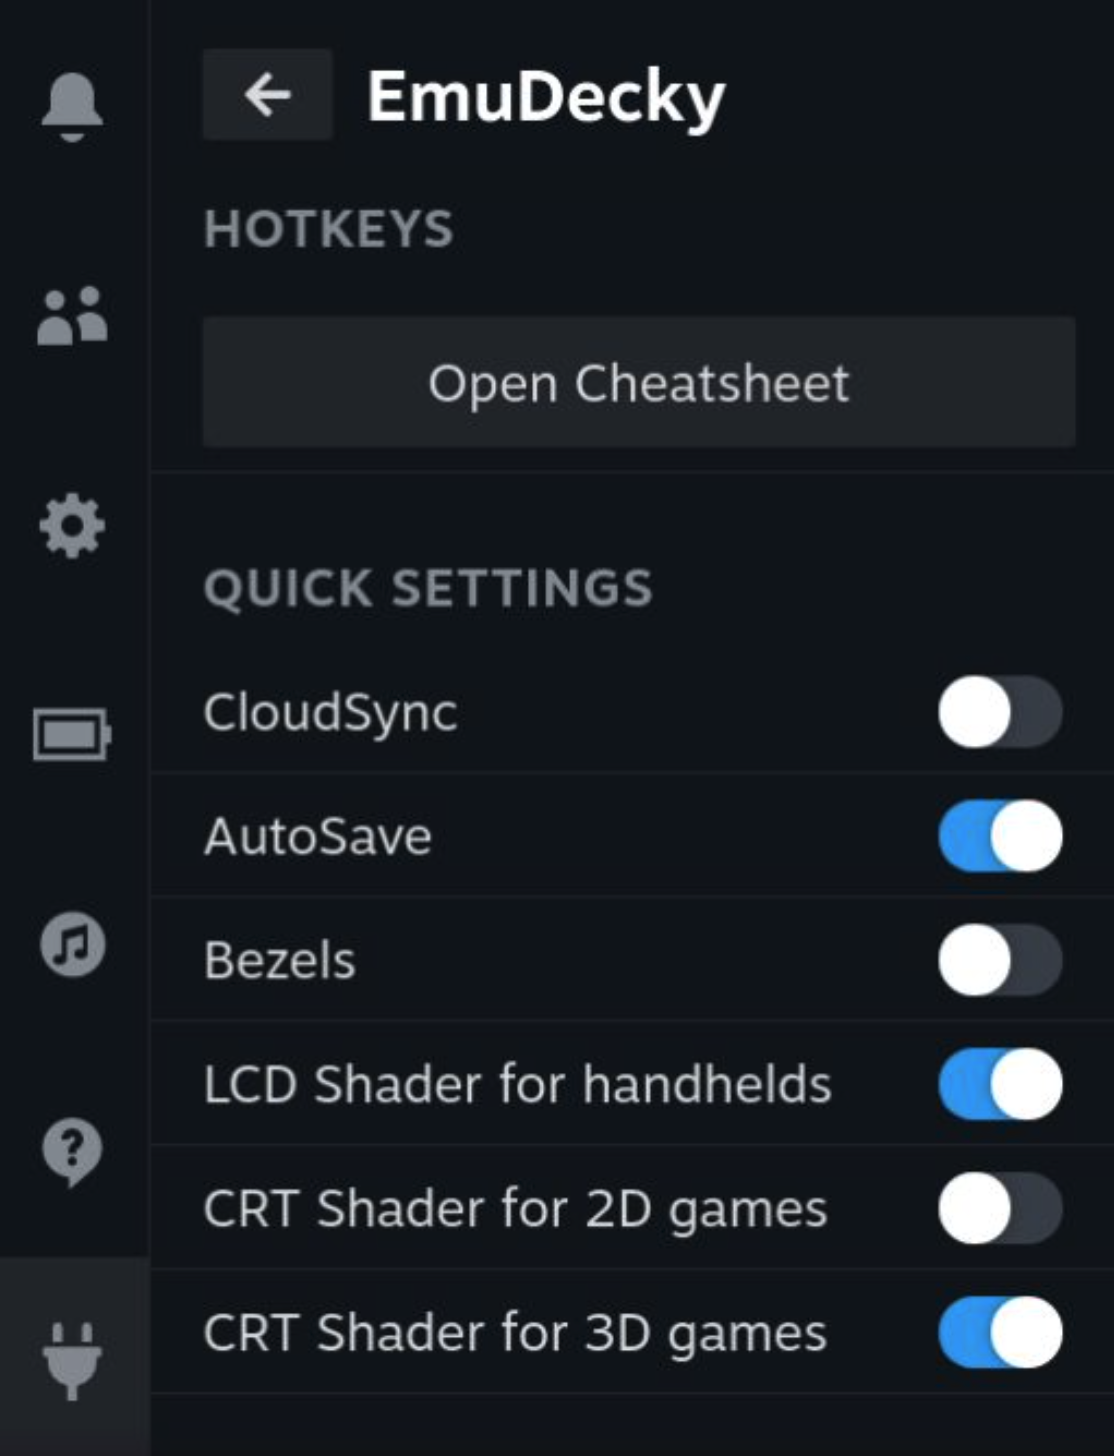 EmuDecky
HOTKEYS
Open Cheatsheet
QUICK SETTINGS
CloudSync
AutoSave
Bezels
LCD Shader for handhelds
CRT Shader for 2D games
CRT Shader for 3D games